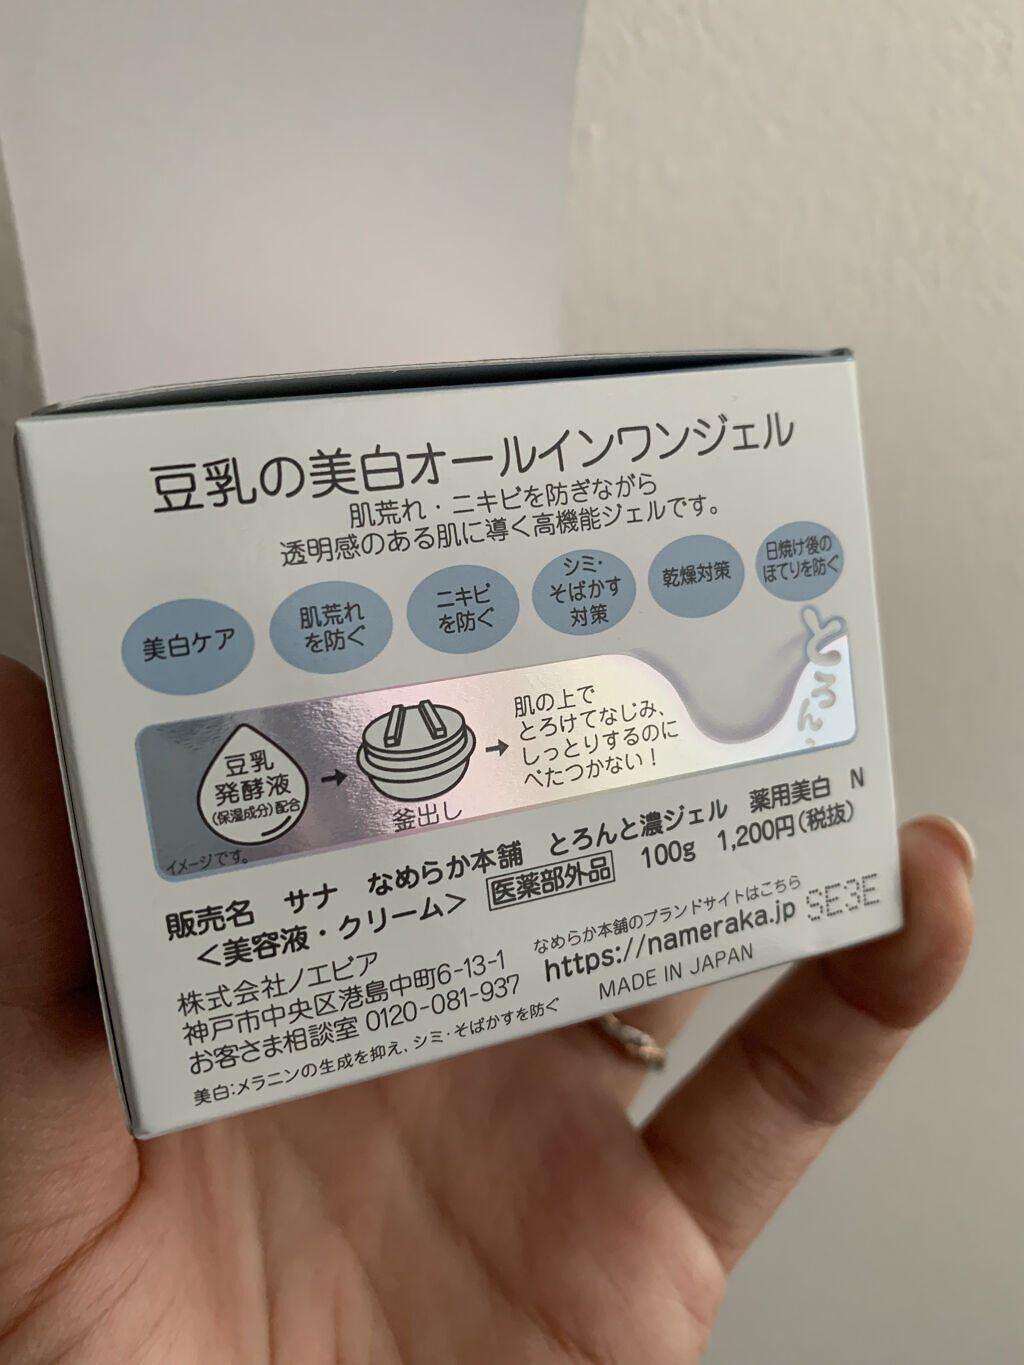 豆乳の美白オールインワンジェル
肌荒れ・ニキビを防ぎながら
透明感のある肌に導く高機能ジェルです。
美白ケア
肌荒れ
を防ぐ
ニキビ
を防ぐ
シミ・
そばかす
対策
乾燥対策
日焼け後の
ほてりを防ぐ
とろんっ
豆乳
発酵液
(保湿成分)配合
→
釜出し
→
肌の上で
とろけてなじみ、
しっとりするのに
べたつかない！
イメージです。
販売名 サナ なめらか本舗 とろんと濃ジェル 薬用美白 N
＜美容液・クリーム＞ 医薬部外品 100g 1,200円(税抜)
株式会社ノエビア
神戸市中央区港島中町6-13-1
お客さま相談室 0120-081-937
なめらか本舗のブランドサイトはこちら
https://nameraka.jp
SE3E
MADE IN JAPAN
美白:メラニンの生成を抑え、シミ・そばかすを防ぐ